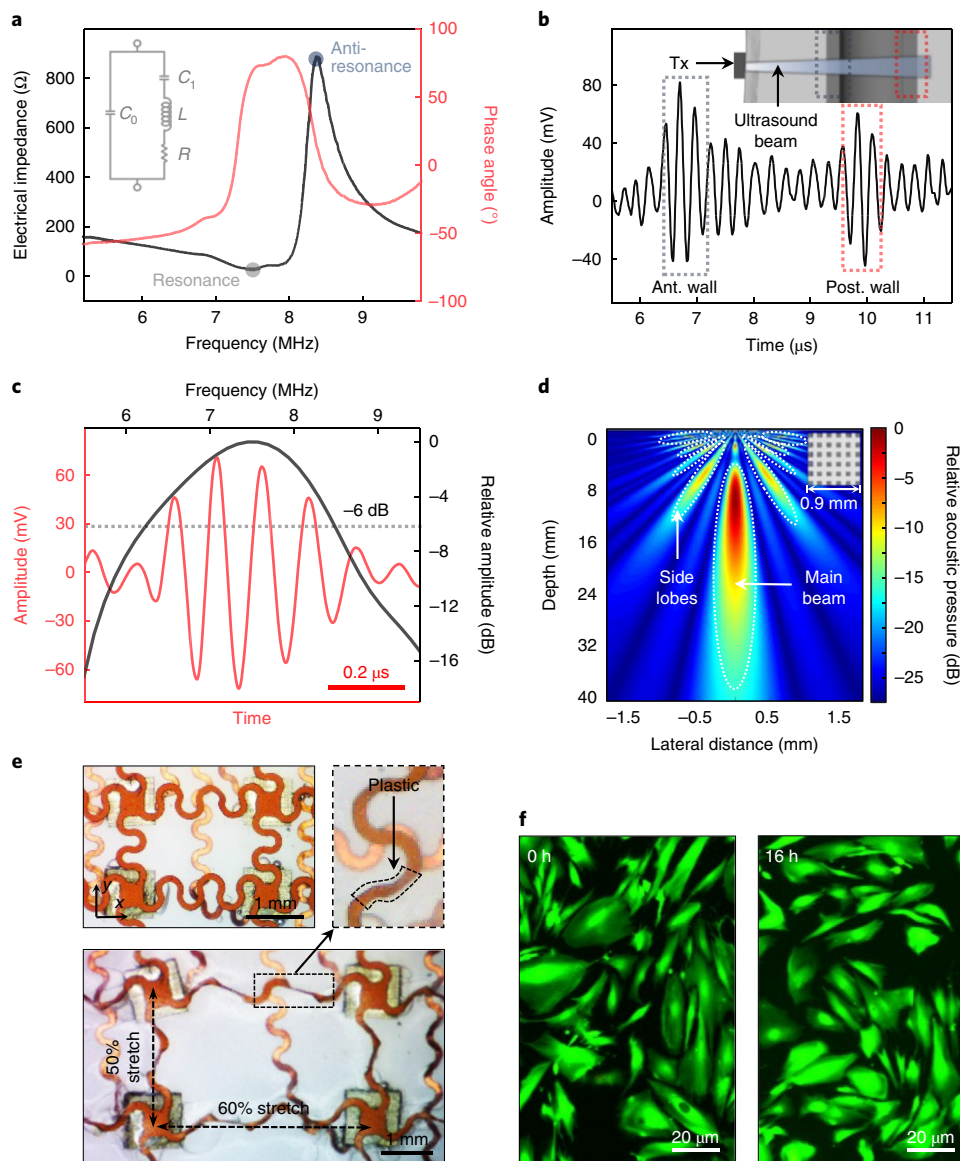 a
Electrical impedance (Ω)
800
600
400
200
0
6
7
8
9
Frequency (MHz)
100
50
0
−50
−100
Phase angle (°)
C0
C1
L
R
Anti-
resonance
Resonance
b
Amplitude (mV)
80
40
0
−40
6
7
8
9
10
11
Time (μs)
Tx
Ultrasound
beam
Ant. wall
Post. wall
c
Frequency (MHz)
6
7
8
9
Amplitude (mV)
60
30
0
−30
−60
0
−4
−8
−12
−16
Relative amplitude (dB)
−6 dB
0.2 μs
Time
d
Depth (mm)
0
8
16
24
32
40
−1.5
−0.5
0.5
1.5
Lateral distance (mm)
0.9 mm
Side
lobes
Main
beam
0
−5
−10
−15
−20
−25
Relative acoustic pressure (dB)
e
y
x
1 mm
Plastic
50%
stretch
60% stretch
1 mm
f
0 h
20 μm
16 h
20 μm